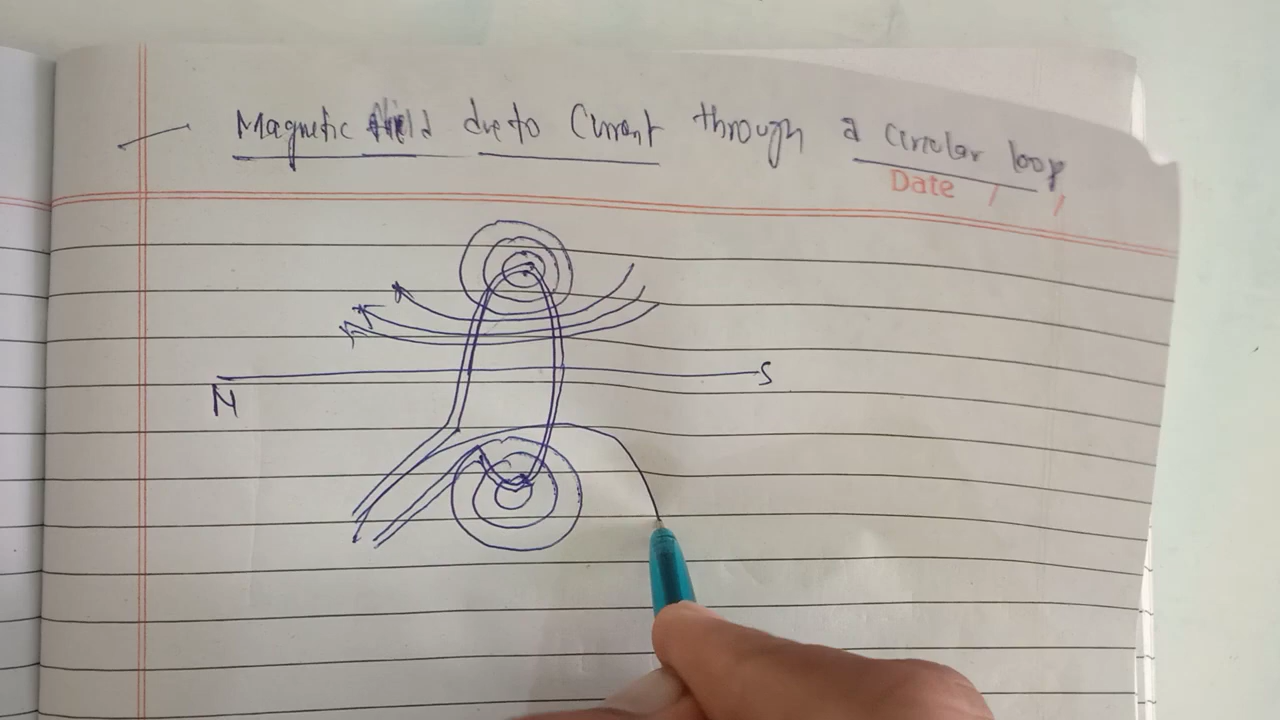 Magnetic field due to Current through a circular loop
Date / /
N
S